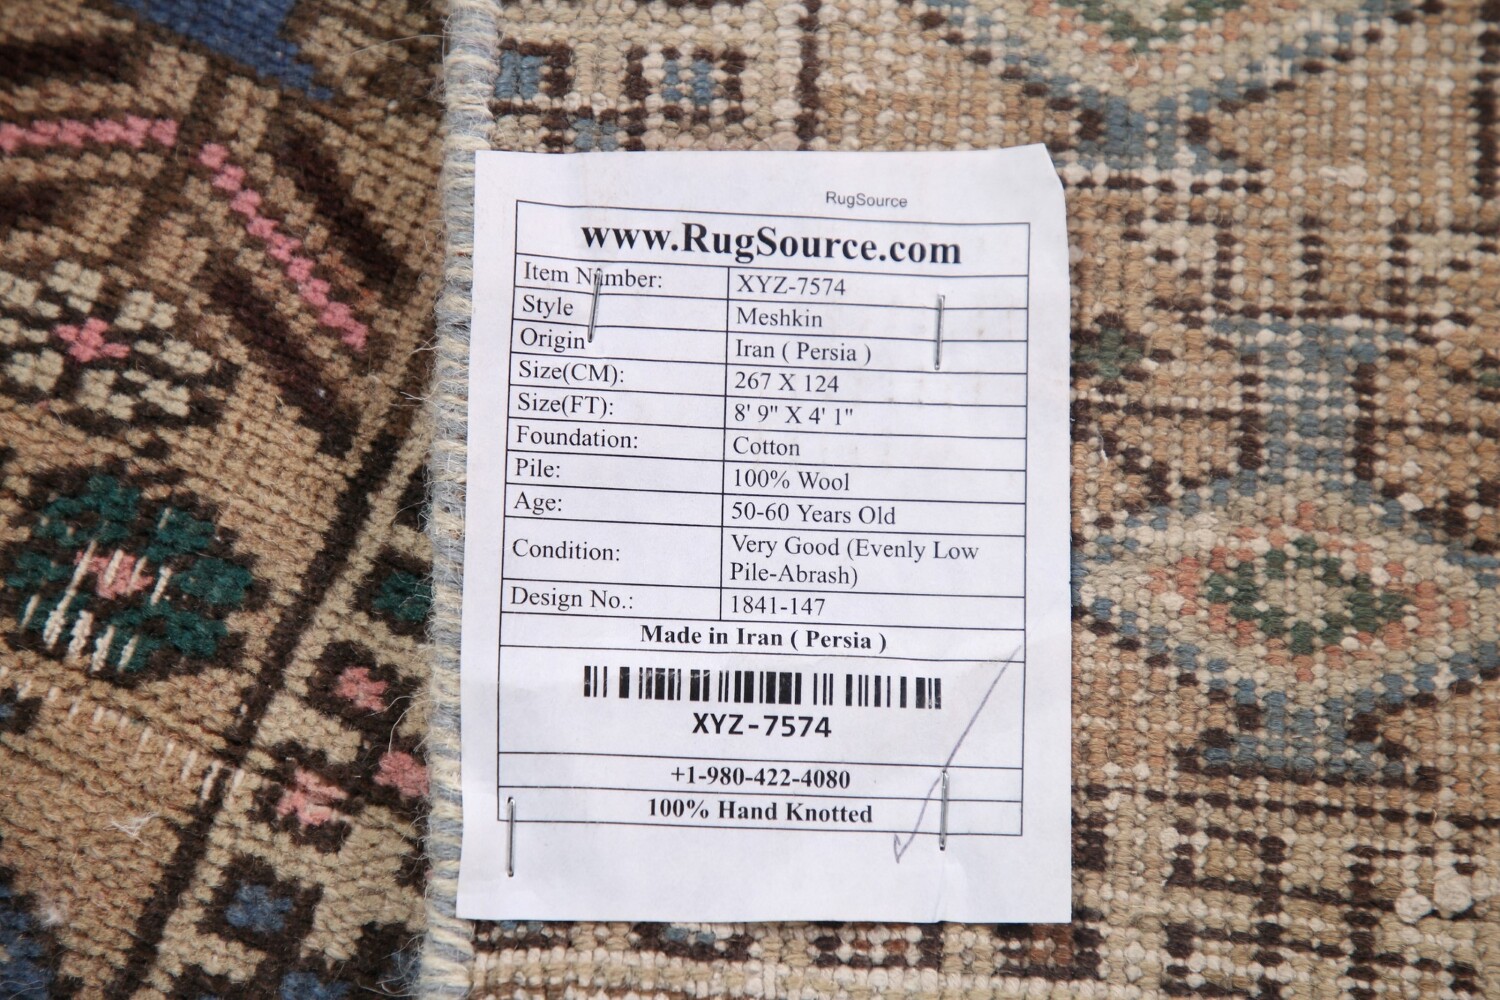 RugSource
www.RugSource.com
Item Number: XYZ-7574
Style Meshkin
Origin Iran ( Persia )
Size(CM): 267 X 124
Size(FT): 8' 9" X 4' 1"
Foundation: Cotton
Pile: 100% Wool
Age: 50-60 Years Old
Condition: Very Good (Evenly Low
Pile-Abrash)
Design No.: 1841-147
Made in Iran ( Persia )
XYZ-7574
+1-980-422-4080
100% Hand Knotted